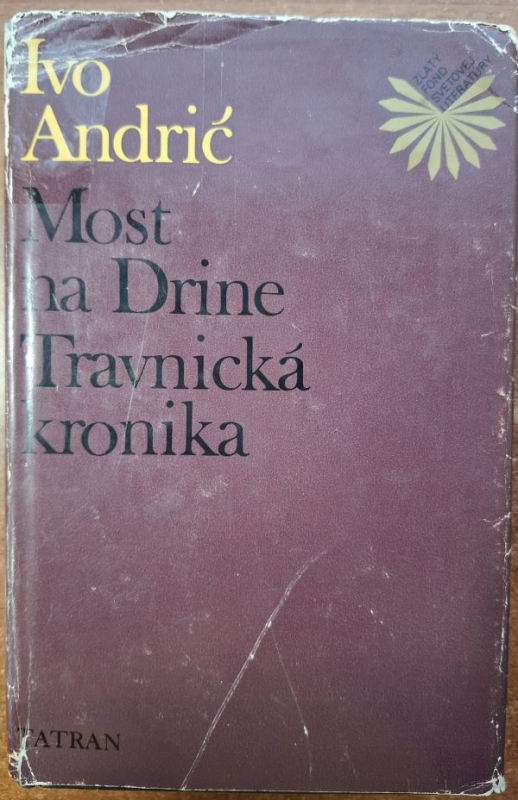 Ivo
Andrić
Most
na Drine
Travnická
kronika
ZLATÝ
FOND
SVETOVEJ
LITERATÚRY
TATRAN